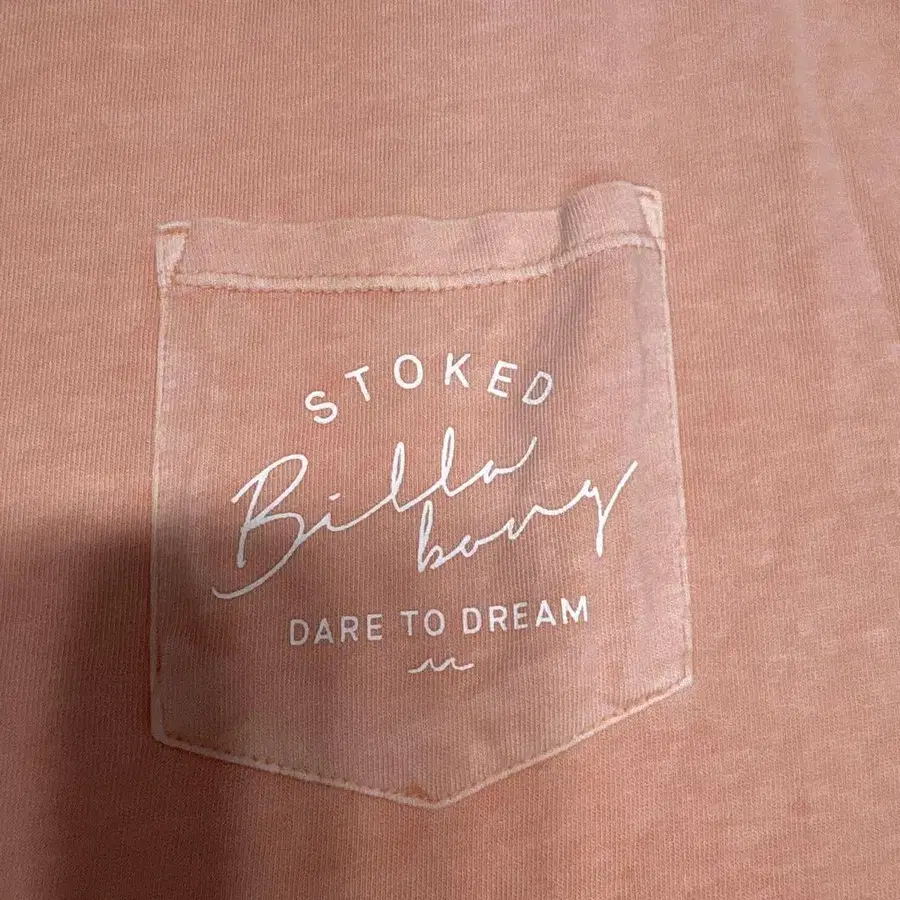 STOKED
Billa
bong
DARE TO DREAM